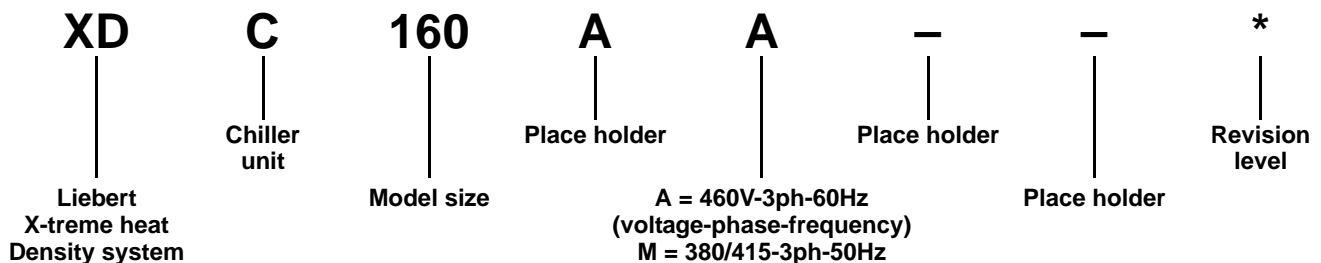 XD C 160 A A – – *
Chiller
unit
Place holder
Place holder
Revision
level
Liebert
X-treme heat
Density system
Model size
A = 460V-3ph-60Hz
(voltage-phase-frequency)
M = 380/415-3ph-50Hz
Place holder